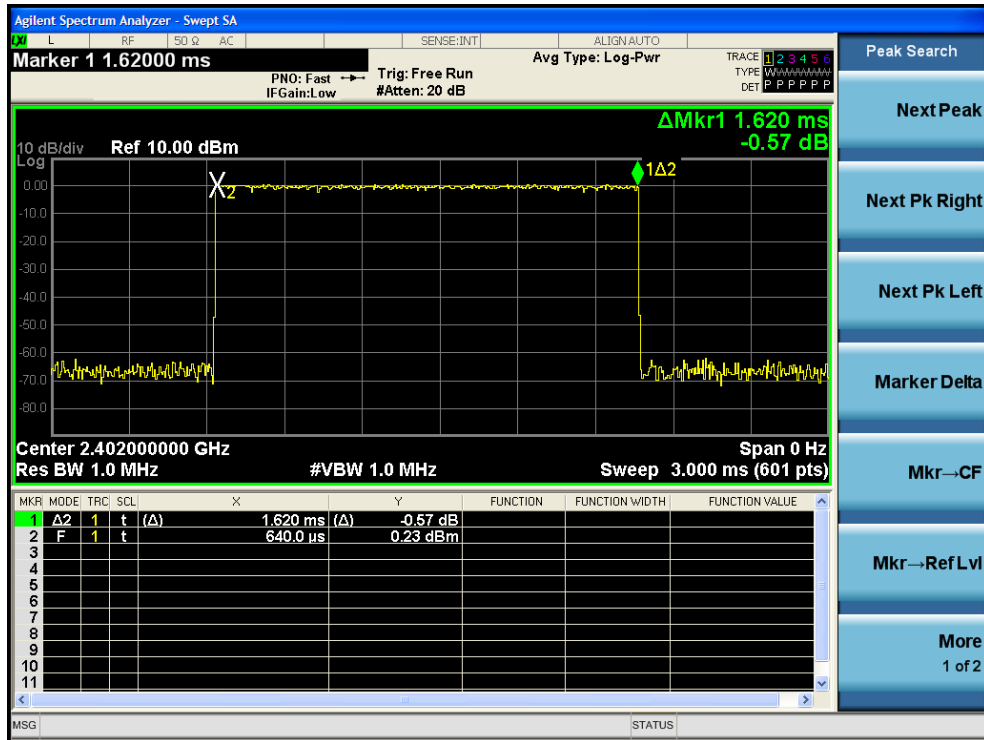 Agilent Spectrum Analyzer - Swept SA
LXI L RF 50 Ω AC SENSE:INT ALIGN AUTO
Marker 1 1.62000 ms
PNO: Fast
IFGain:Low
Trig: Free Run
#Atten: 20 dB
Avg Type: Log-Pwr
TRACE 1 2 3 4 5 6
TYPE WWWWWWW
DET P P P P P P
ΔMkr1 1.620 ms
-0.57 dB
10 dB/div Ref 10.00 dBm
Log
0.00
-10.0
-20.0
-30.0
-40.0
-50.0
-60.0
-70.0
-80.0
X2
1Δ2
Center 2.402000000 GHz Span 0 Hz
Res BW 1.0 MHz #VBW 1.0 MHz Sweep 3.000 ms (601 pts)
MKR MODE TRC SCL X Y FUNCTION FUNCTION WIDTH FUNCTION VALUE
1 Δ2 1 t (Δ) 1.620 ms (Δ) -0.57 dB
2 F 1 t 640.0 µs 0.23 dBm
3
4
5
6
7
8
9
10
11
MSG STATUS
Peak Search
Next Peak
Next Pk Right
Next Pk Left
Marker Delta
Mkr→CF
Mkr→Ref Lvl
More
1 of 2